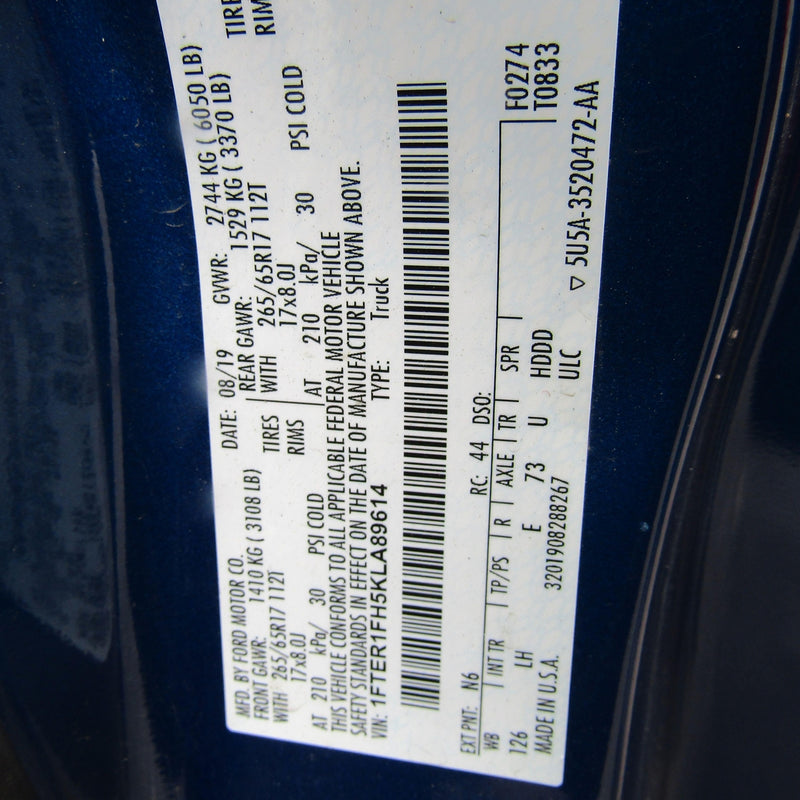 MFD. BY FORD MOTOR CO. DATE: 08/19 GVWR: 2744 KG ( 6050 LB)
FRONT GAWR: 1410 KG ( 3108 LB) REAR GAWR: 1529 KG ( 3370 LB)
WITH 265/65R17 112T TIRES WITH 265/65R17 112T TIRE
17x8.0J RIMS 17x8.0J RIM
AT 210 kPa/ 30 PSI COLD AT 210 kPa/ 30 PSI COLD
THIS VEHICLE CONFORMS TO ALL APPLICABLE FEDERAL MOTOR VEHICLE
SAFETY STANDARDS IN EFFECT ON THE DATE OF MANUFACTURE SHOWN ABOVE.
VIN: 1FTER1FH5KLA89614 TYPE: Truck
EXT PNT: N6 RC: 44 DSO:
WB INT TR TP/PS R AXLE TR SPR F0274
126 LH E 73 U HDDD T0833
MADE IN U.S.A. 3201908288267 ULC
▽ 5U5A-3520472-AA